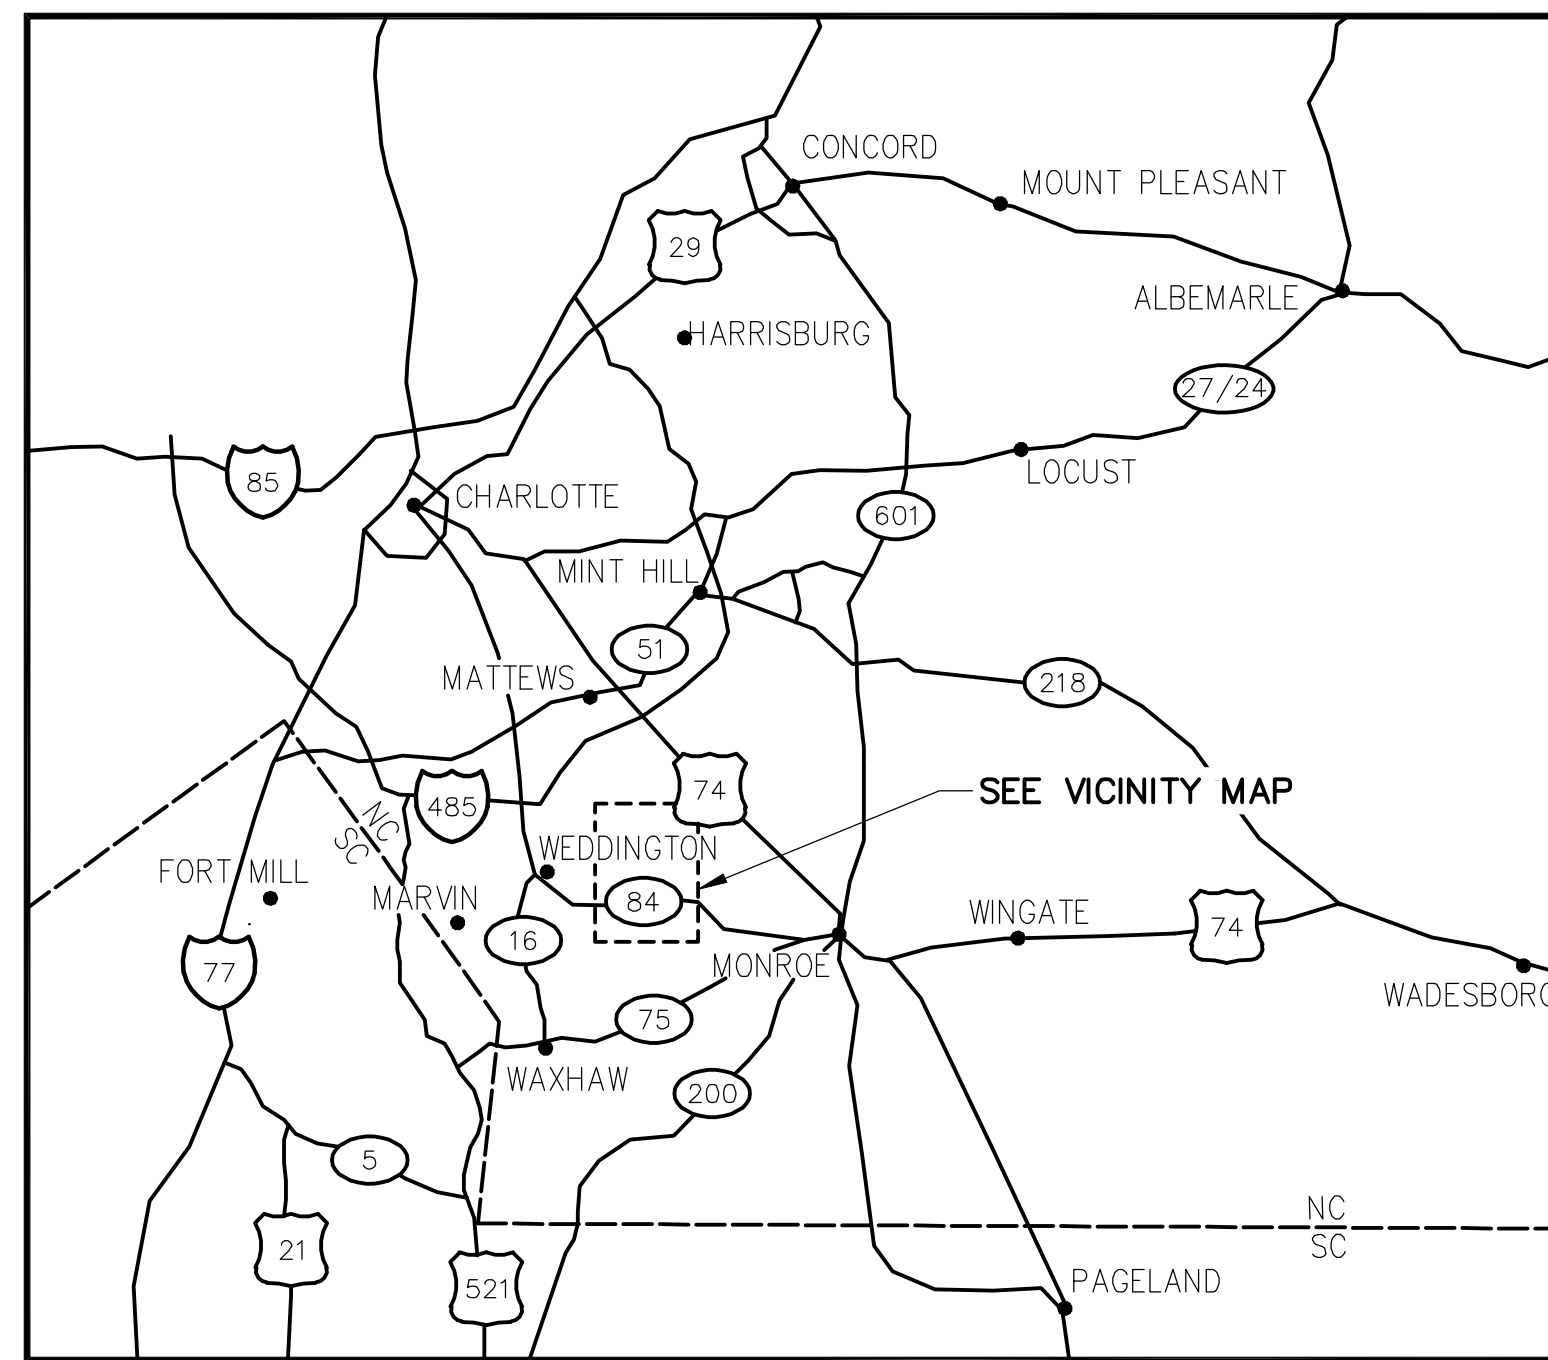 CONCORD
MOUNT PLEASANT
29
ALBEMARLE
HARRISBURG
27/24
LOCUST
85
CHARLOTTE
601
MINT HILL
51
MATTEWS
218
74
SEE VICINITY MAP
485
NC
SC
WEDDINGTON
FORT MILL
MARVIN
84
WINGATE
74
16
MONROE
77
WADESBORO
75
WAXHAW
200
5
NC
SC
21
521
PAGELAND